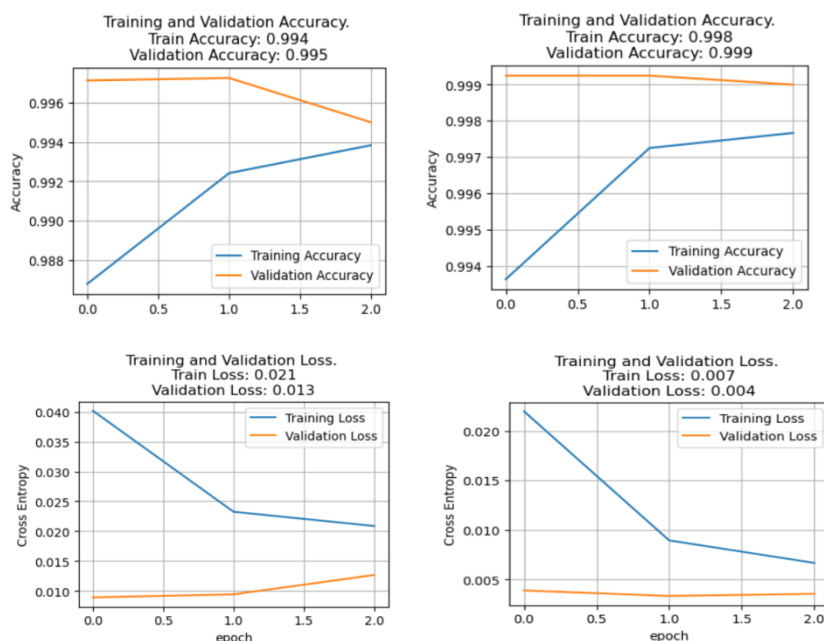 Training and Validation Accuracy.
Train Accuracy: 0.994
Validation Accuracy: 0.995
0.996
0.994
0.992
0.990
0.988
Accuracy
Training Accuracy
Validation Accuracy
0.0 0.5 1.0 1.5 2.0
Training and Validation Accuracy.
Train Accuracy: 0.998
Validation Accuracy: 0.999
0.999
0.998
0.997
0.996
0.995
0.994
Accuracy
Training Accuracy
Validation Accuracy
0.0 0.5 1.0 1.5 2.0
Training and Validation Loss.
Train Loss: 0.021
Validation Loss: 0.013
0.040
0.035
0.030
0.025
0.020
0.015
0.010
Cross Entropy
Training Loss
Validation Loss
0.0 0.5 1.0 1.5 2.0
epoch
Training and Validation Loss.
Train Loss: 0.007
Validation Loss: 0.004
0.020
0.015
0.010
0.005
Cross Entropy
Training Loss
Validation Loss
0.0 0.5 1.0 1.5 2.0
epoch